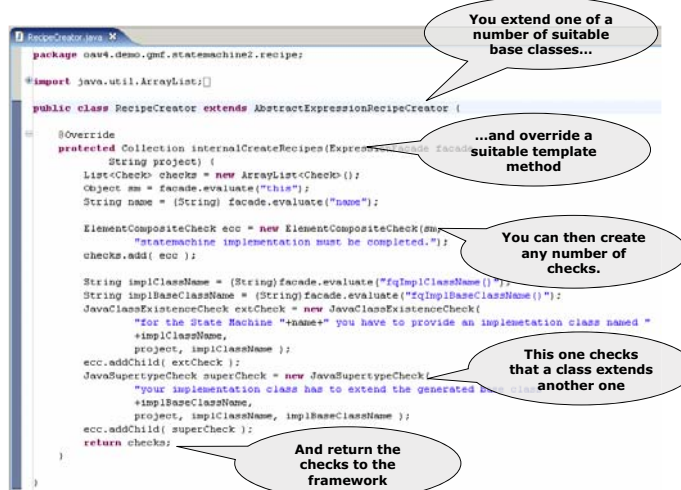 RecipeCreator.java
You extend one of a
number of suitable
base classes...
package oaw4.demo.gmf.statemachine2.recipe;
import java.util.ArrayList;
public class RecipeCreator extends AbstractExpressionRecipeCreator {
@Override
protected Collection internalCreateRecipes(ExpressionFacade facade,
String project) {
...and override a
suitable template
method
List<Check> checks = new ArrayList<Check>();
Object sm = facade.evaluate("this");
String name = (String) facade.evaluate("name");
ElementCompositeCheck ecc = new ElementCompositeCheck(sm,
"statemachine implementation must be completed.");
checks.add( ecc );
You can then create
any number of
checks.
String implClassName = (String)facade.evaluate("fqImplClassName()");
String implBaseClassName = (String)facade.evaluate("fqImplBaseClassName()");
JavaClassExistenceCheck extCheck = new JavaClassExistenceCheck(
"for the State Machine "+name+" you have to provide an implemetation class named "
+implClassName,
project, implClassName );
ecc.addChild( extCheck );
This one checks
that a class extends
another one
JavaSupertypeCheck superCheck = new JavaSupertypeCheck(
"your implementation class has to extend the generated base class
+implBaseClassName,
project, implClassName, implBaseClassName );
ecc.addChild( superCheck );
return checks;
}
}
And return the
checks to the
framework